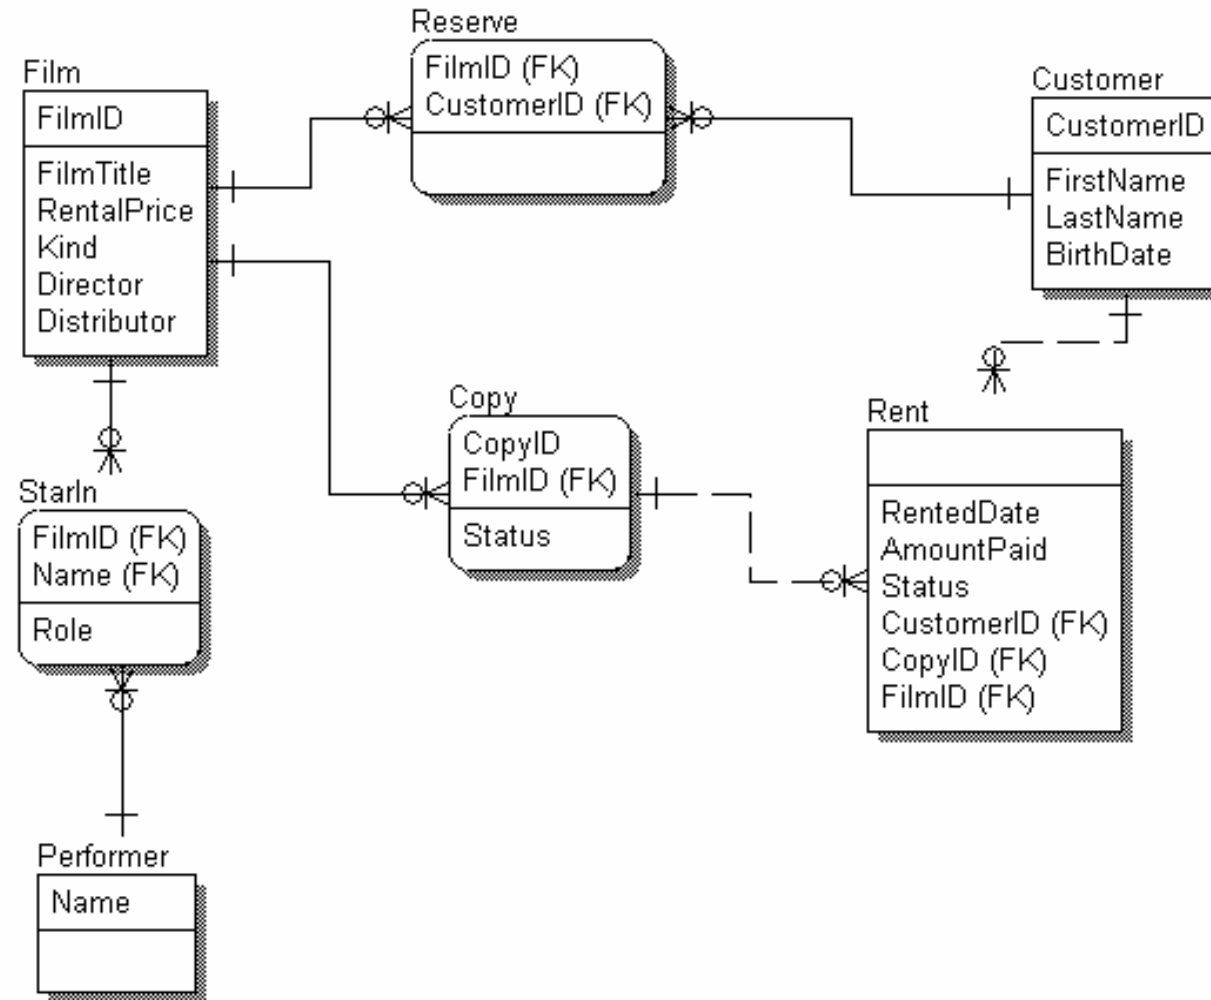 Reserve
FilmID (FK)
CustomerID (FK)
Film
FilmID
FilmTitle
RentalPrice
Kind
Director
Distributor
Customer
CustomerID
FirstName
LastName
BirthDate
Copy
CopyID
FilmID (FK)
Status
Rent
RentedDate
AmountPaid
Status
CustomerID (FK)
CopyID (FK)
FilmID (FK)
StarIn
FilmID (FK)
Name (FK)
Role
Performer
Name